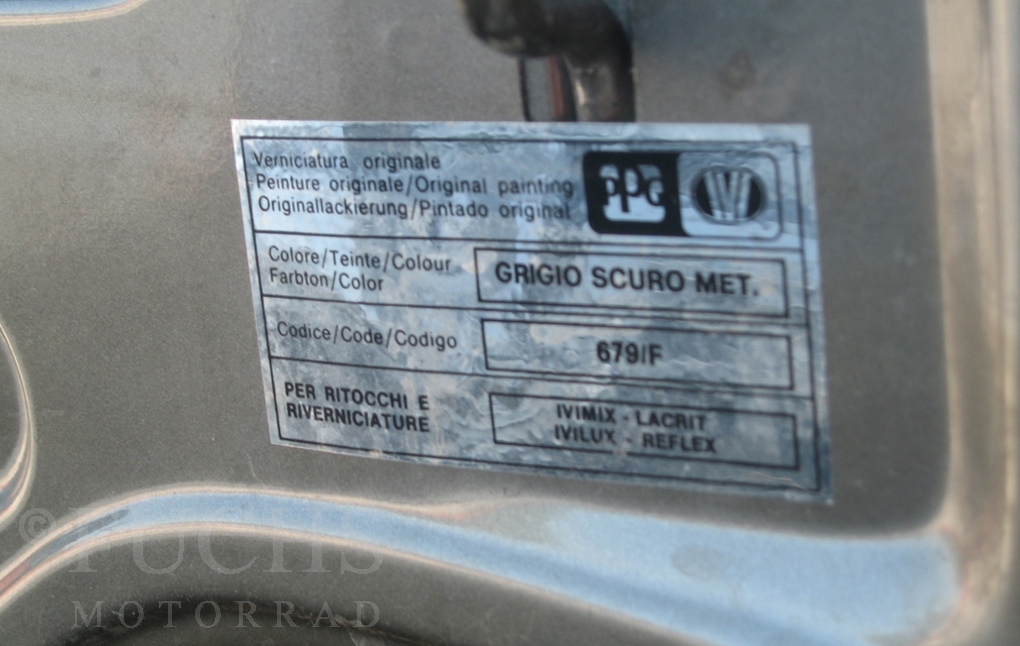 Verniciatura originale
Peinture originale/Original painting
Originallackierung/Pintado original
PPG IVI
Colore/Teinte/Colour
Farbton/Color
GRIGIO SCURO MET.
Codice/Code/Codigo
679/F
PER RITOCCHI E
RIVERNICIATURE
IVIMIX - LACRIT
IVILUX - REFLEX
© FUCHS
MOTORRAD